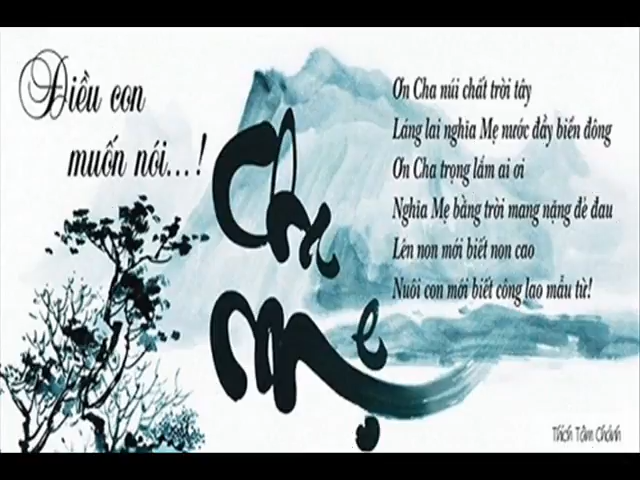 Điều con
muốn nói...!
Cha
Mẹ
Ơn Cha núi chất trời tây
Láng lai nghĩa Mẹ nước đầy biển đông
Ơn Cha trọng lắm ai ơi
Nghĩa Mẹ bằng trời mang nặng đẻ đau
Lên non mới biết non cao
Nuôi con mới biết công lao mẫu từ!
Thích Tâm Chánh